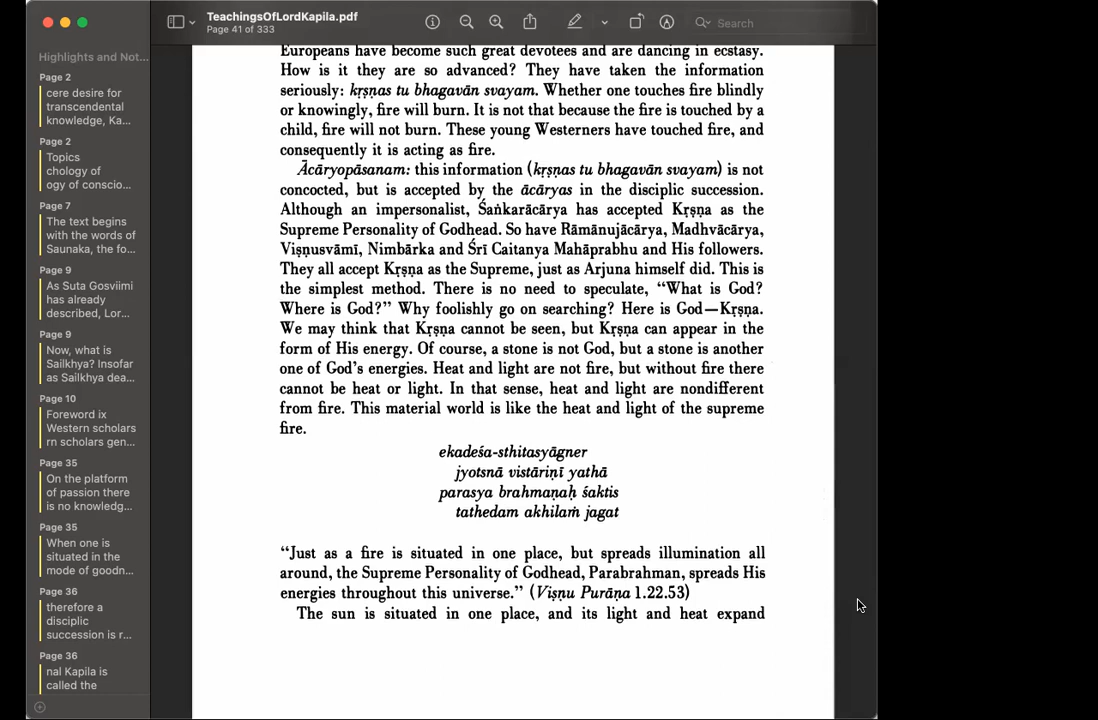 TeachingsOfLordKapila.pdf
Page 41 of 333
Search
Highlights and Not...
Page 2
cere desire for
transcendental
knowledge, Ka...
Page 2
Topics
chology of
ogy of conscio...
Page 7
The text begins
with the words of
Saunaka, the fo...
Page 9
As Suta Gosviimi
has already
described, Lor...
Page 9
Now, what is
Sailkhya? Insofar
as Sailkhya dea...
Page 10
Foreword ix
Western scholars
rn scholars gen...
Page 35
On the platform
of passion there
is no knowledg...
Page 35
When one is
situated in the
mode of goodn...
Page 36
therefore a
disciplic
succession is r...
Page 36
nal Kapila is
called the
Europeans have become such great devotees and are dancing in ecstasy.
How is it they are so advanced? They have taken the information
seriously: kṛṣṇas tu bhagavān svayam. Whether one touches fire blindly
or knowingly, fire will burn. It is not that because the fire is touched by a
child, fire will not burn. These young Westerners have touched fire, and
consequently it is acting as fire.
Ācāryopāsanam: this information (kṛṣṇas tu bhagavān svayam) is not
concocted, but is accepted by the ācāryas in the disciplic succession.
Although an impersonalist, Śaṅkarācārya has accepted Kṛṣṇa as the
Supreme Personality of Godhead. So have Rāmānujācārya, Madhvācārya,
Viṣṇusvāmī, Nimbārka and Śrī Caitanya Mahāprabhu and His followers.
They all accept Kṛṣṇa as the Supreme, just as Arjuna himself did. This is
the simplest method. There is no need to speculate, “What is God?
Where is God?” Why foolishly go on searching? Here is God—Kṛṣṇa.
We may think that Kṛṣṇa cannot be seen, but Kṛṣṇa can appear in the
form of His energy. Of course, a stone is not God, but a stone is another
one of God’s energies. Heat and light are not fire, but without fire there
cannot be heat or light. In that sense, heat and light are nondifferent
from fire. This material world is like the heat and light of the supreme
fire.
ekadeśa-sthitasyāgner
jyotsnā vistāriṇī yathā
parasya brahmaṇaḥ śaktis
tathedam akhilaṁ jagat
“Just as a fire is situated in one place, but spreads illumination all
around, the Supreme Personality of Godhead, Parabrahman, spreads His
energies throughout this universe.” (Viṣṇu Purāṇa 1.22.53)
The sun is situated in one place, and its light and heat expand